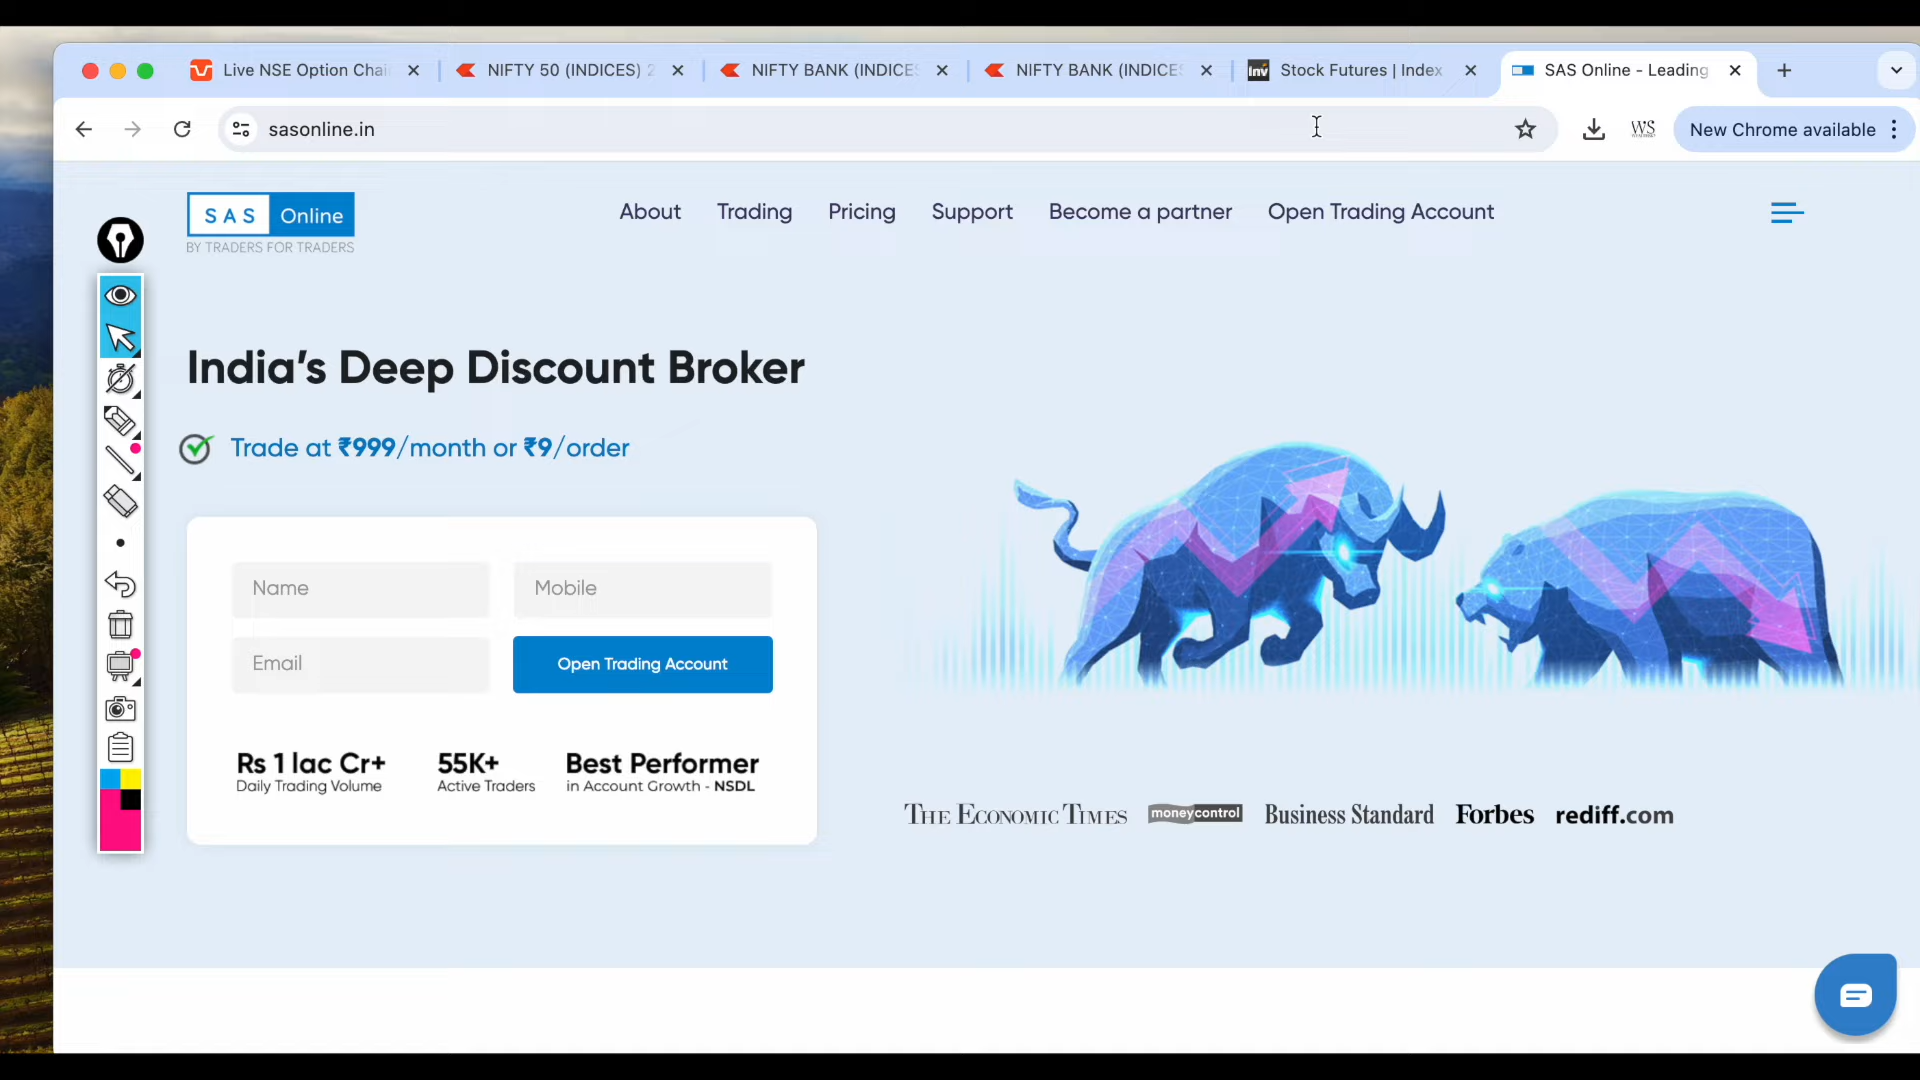 Live NSE Option Chai
NIFTY 50 (INDICES) 2
NIFTY BANK (INDICES
NIFTY BANK (INDICES
Inv
Stock Futures | Index
SAS Online - Leading
sasonline.in
WS
New Chrome available
SAS Online
BY TRADERS FOR TRADERS
About
Trading
Pricing
Support
Become a partner
Open Trading Account
India's Deep Discount Broker
Trade at ₹999/month or ₹9/order
Name
Mobile
Email
Open Trading Account
Rs 1 lac Cr+
Daily Trading Volume
55K+
Active Traders
Best Performer
in Account Growth - NSDL
THE ECONOMIC TIMES
moneycontrol
Business Standard
Forbes
rediff.com